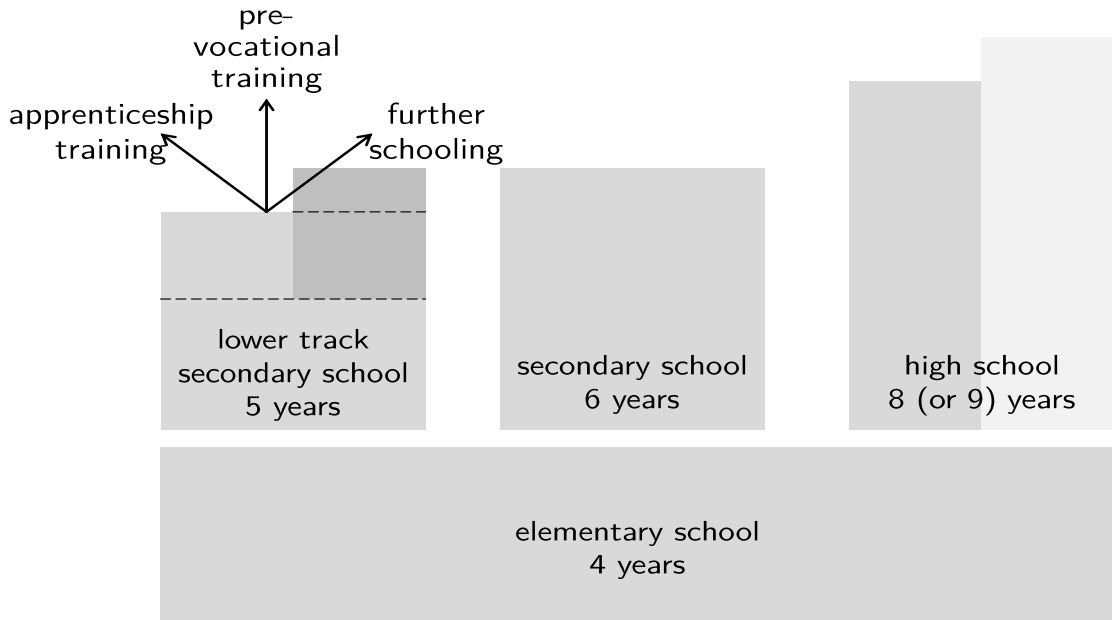 pre-
vocational
training
apprenticeship
training
further
schooling
lower track
secondary school
5 years
secondary school
6 years
high school
8 (or 9) years
elementary school
4 years